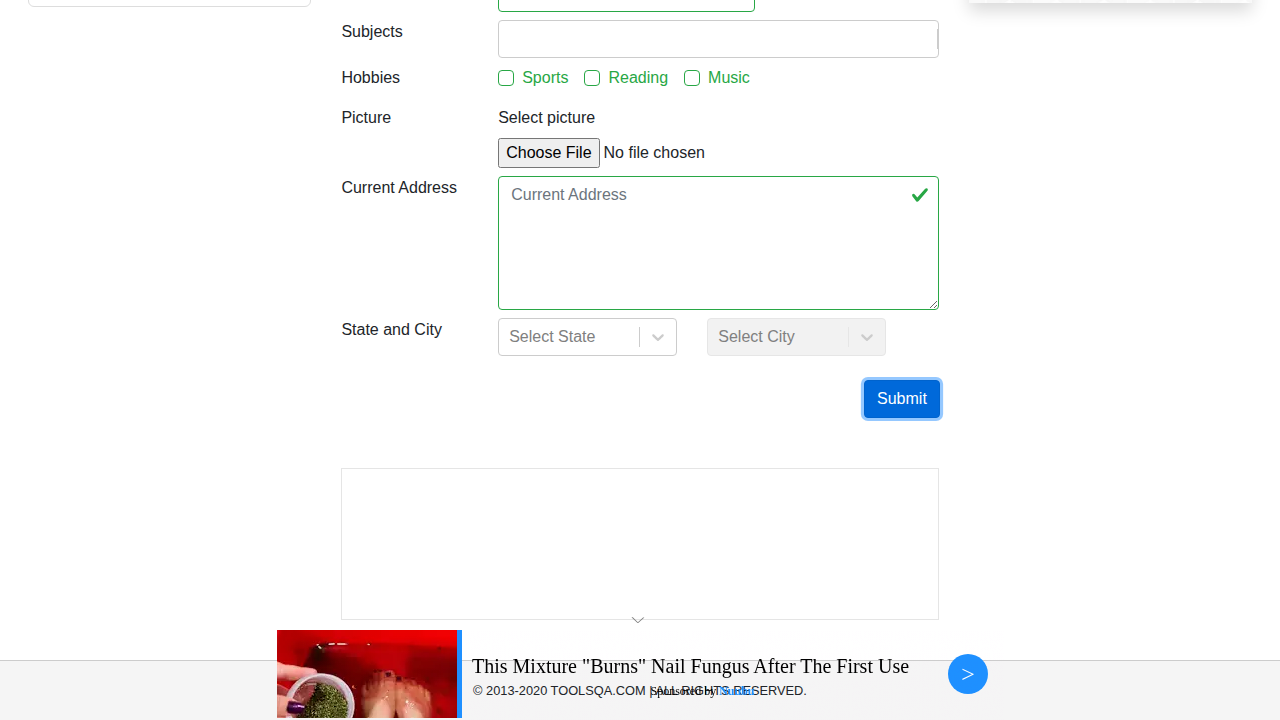 Subjects
Hobbies
Sports
Reading
Music
Picture
Select picture
Choose File No file chosen
Current Address
Current Address
State and City
Select State
Select City
Submit
This Mixture "Burns" Nail Fungus After The First Use
>
© 2013-2020 TOOLSQA.COM | ALL RIGHTS RESERVED.
Sponsored by